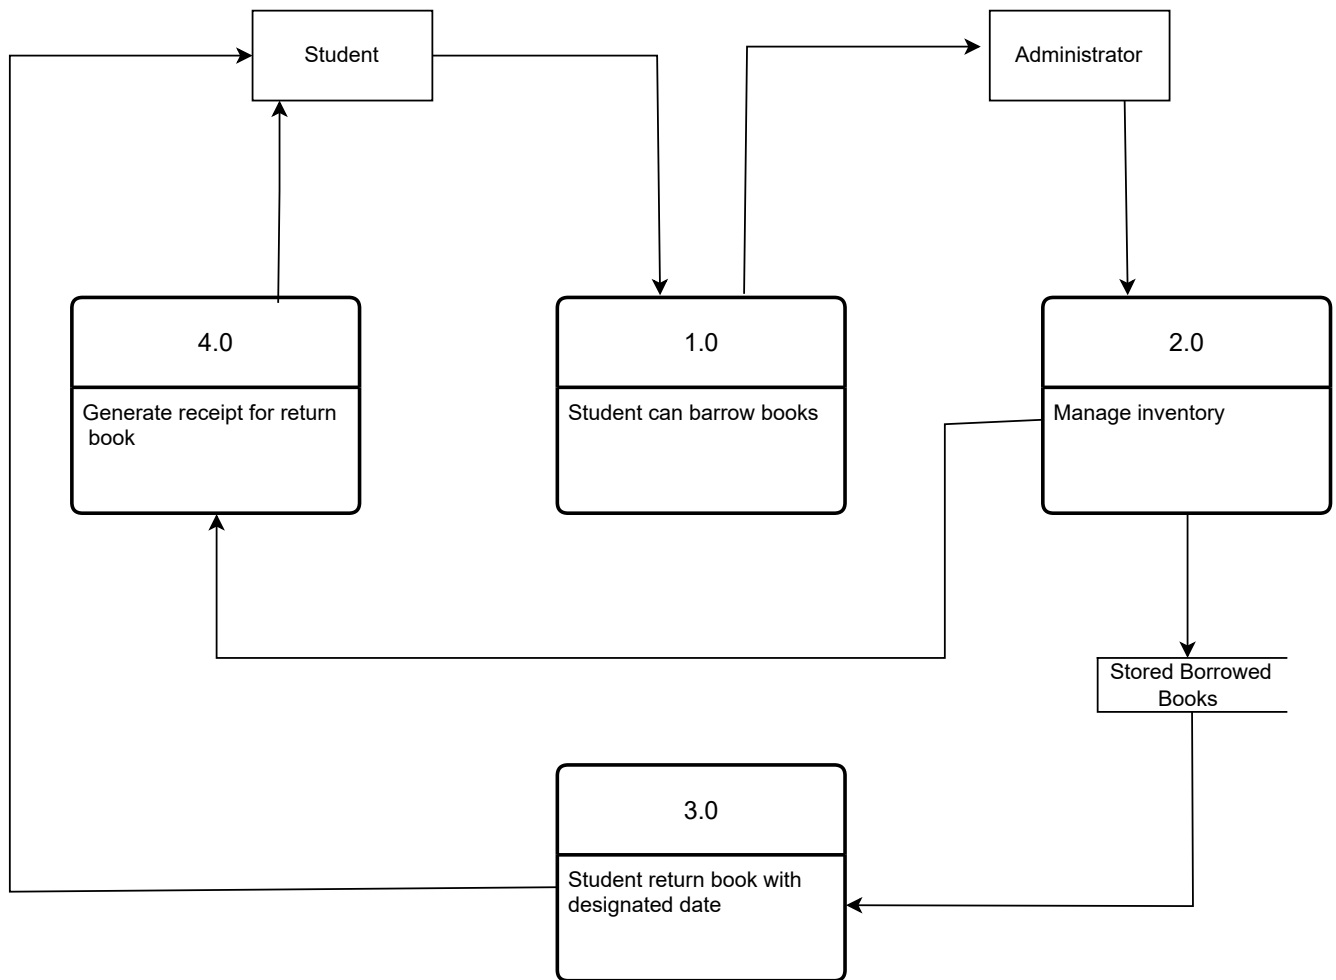 Student
Administrator
4.0
Generate receipt for return
book
1.0
Student can barrow books
2.0
Manage inventory
Stored Borrowed
Books
3.0
Student return book with
designated date